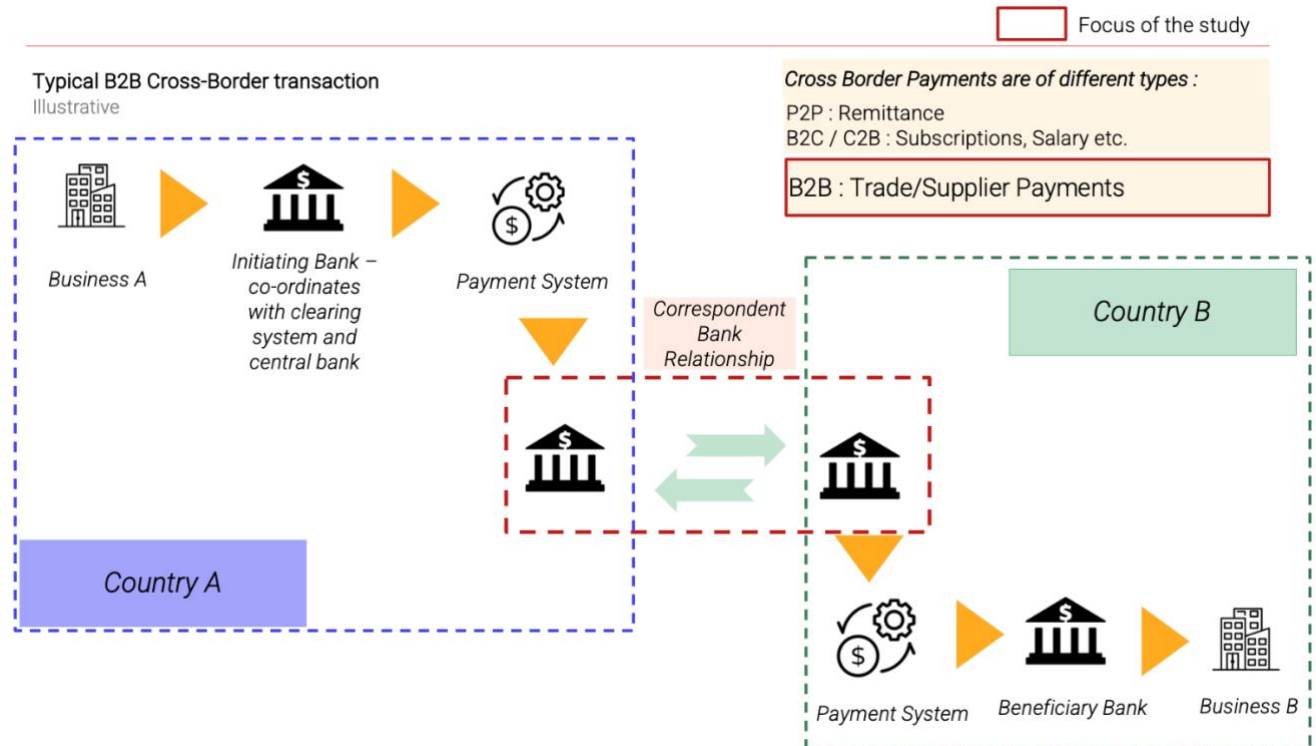 Focus of the study
Typical B2B Cross-Border transaction
Illustrative
Cross Border Payments are of different types :
P2P : Remittance
B2C / C2B : Subscriptions, Salary etc.
B2B : Trade/Supplier Payments
$
$
Business A
Initiating Bank –
co-ordinates
with clearing
system and
central bank
Payment System
Correspondent
Bank
Relationship
Country B
$
$
Country A
$
$
Payment System
Beneficiary Bank
Business B